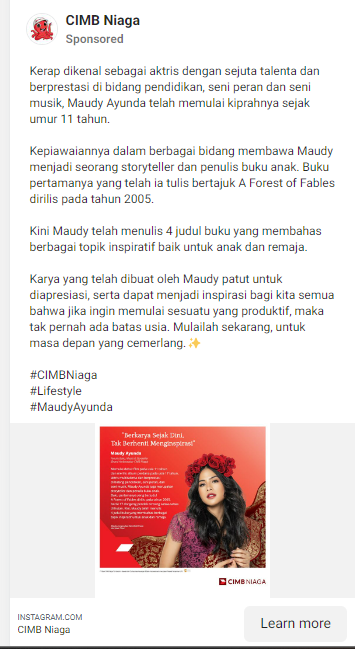 CIMB Niaga
Sponsored
Kerap dikenal sebagai aktris dengan sejuta talenta dan
berprestasi di bidang pendidikan, seni peran dan seni
musik, Maudy Ayunda telah memulai kiprahnya sejak
umur 11 tahun.
Kepiawaiannya dalam berbagai bidang membawa Maudy
menjadi seorang storyteller dan penulis buku anak. Buku
pertamanya yang telah ia tulis bertajuk A Forest of Fables
dirilis pada tahun 2005.
Kini Maudy telah menulis 4 judul buku yang membahas
berbagai topik inspiratif baik untuk anak dan remaja.
Karya yang telah dibuat oleh Maudy patut untuk
diapresiasi, serta dapat menjadi inspirasi bagi kita semua
bahwa jika ingin memulai sesuatu yang produktif, maka
tak pernah ada batas usia. Mulailah sekarang, untuk
masa depan yang cemerlang.✨
#CIMBNiaga
#Lifestyle
#MaudyAyunda
"Berkarya Sejak Dini,
Tak Berhenti Menginspirasi"
Maudy Ayunda
CIMB NIAGA
INSTAGRAM.COM
CIMB Niaga
Learn more